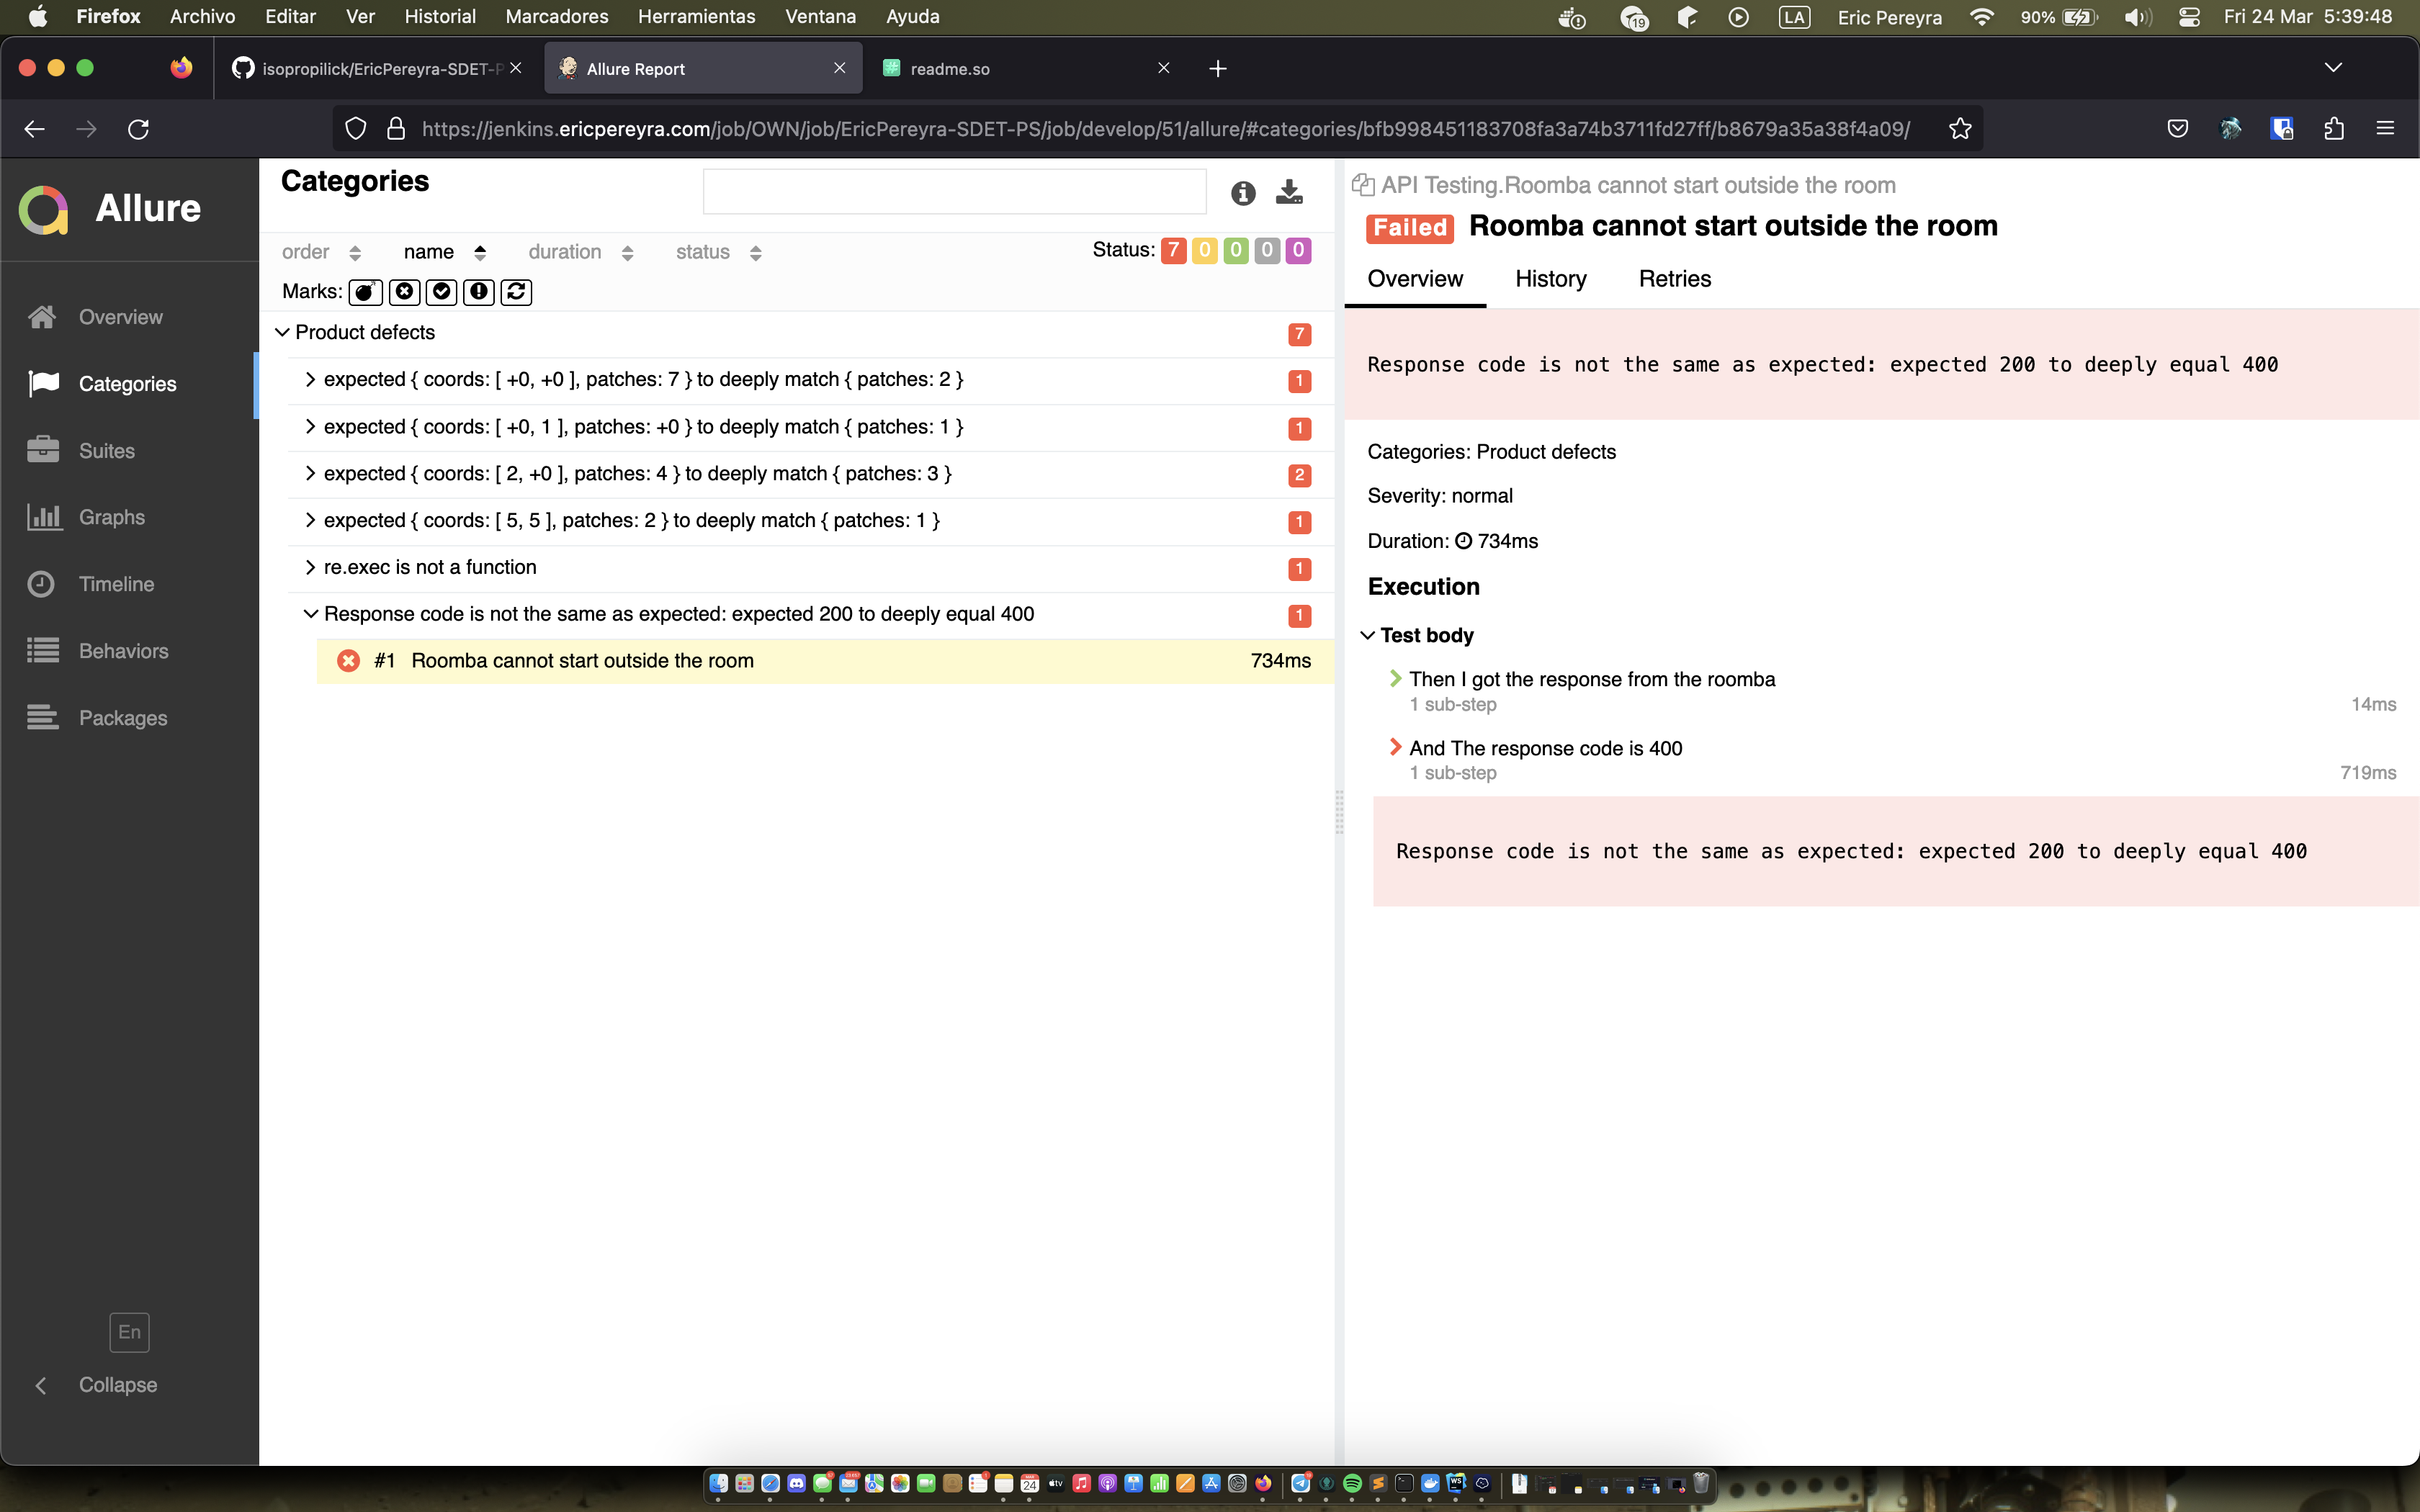 Firefox Archivo Editar Ver Historial Marcadores Herramientas Ventana Ayuda 19 LA Eric Pereyra 90% Fri 24 Mar 5:39:48
isopropilick/EricPereyra-SDET-P Allure Report readme.so
https://jenkins.ericpereyra.com/job/OWN/job/EricPereyra-SDET-PS/job/develop/51/allure/#categories/bfb998451183708fa3a74b3711fd27ff/b8679a35a38f4a09/
Allure
Overview
Categories
Suites
Graphs
Timeline
Behaviors
Packages
En
Collapse
Categories
order name duration status Status: 7 0 0 0 0
Marks:
Product defects 7
expected { coords: [ +0, +0 ], patches: 7 } to deeply match { patches: 2 } 1
expected { coords: [ +0, 1 ], patches: +0 } to deeply match { patches: 1 } 1
expected { coords: [ 2, +0 ], patches: 4 } to deeply match { patches: 3 } 2
expected { coords: [ 5, 5 ], patches: 2 } to deeply match { patches: 1 } 1
re.exec is not a function 1
Response code is not the same as expected: expected 200 to deeply equal 400 1
#1 Roomba cannot start outside the room 734ms
API Testing.Roomba cannot start outside the room
Failed Roomba cannot start outside the room
Overview History Retries
Response code is not the same as expected: expected 200 to deeply equal 400
Categories: Product defects
Severity: normal
Duration: 734ms
Execution
Test body
Then I got the response from the roomba
1 sub-step 14ms
And The response code is 400
1 sub-step 719ms
Response code is not the same as expected: expected 200 to deeply equal 400
24 tv WS